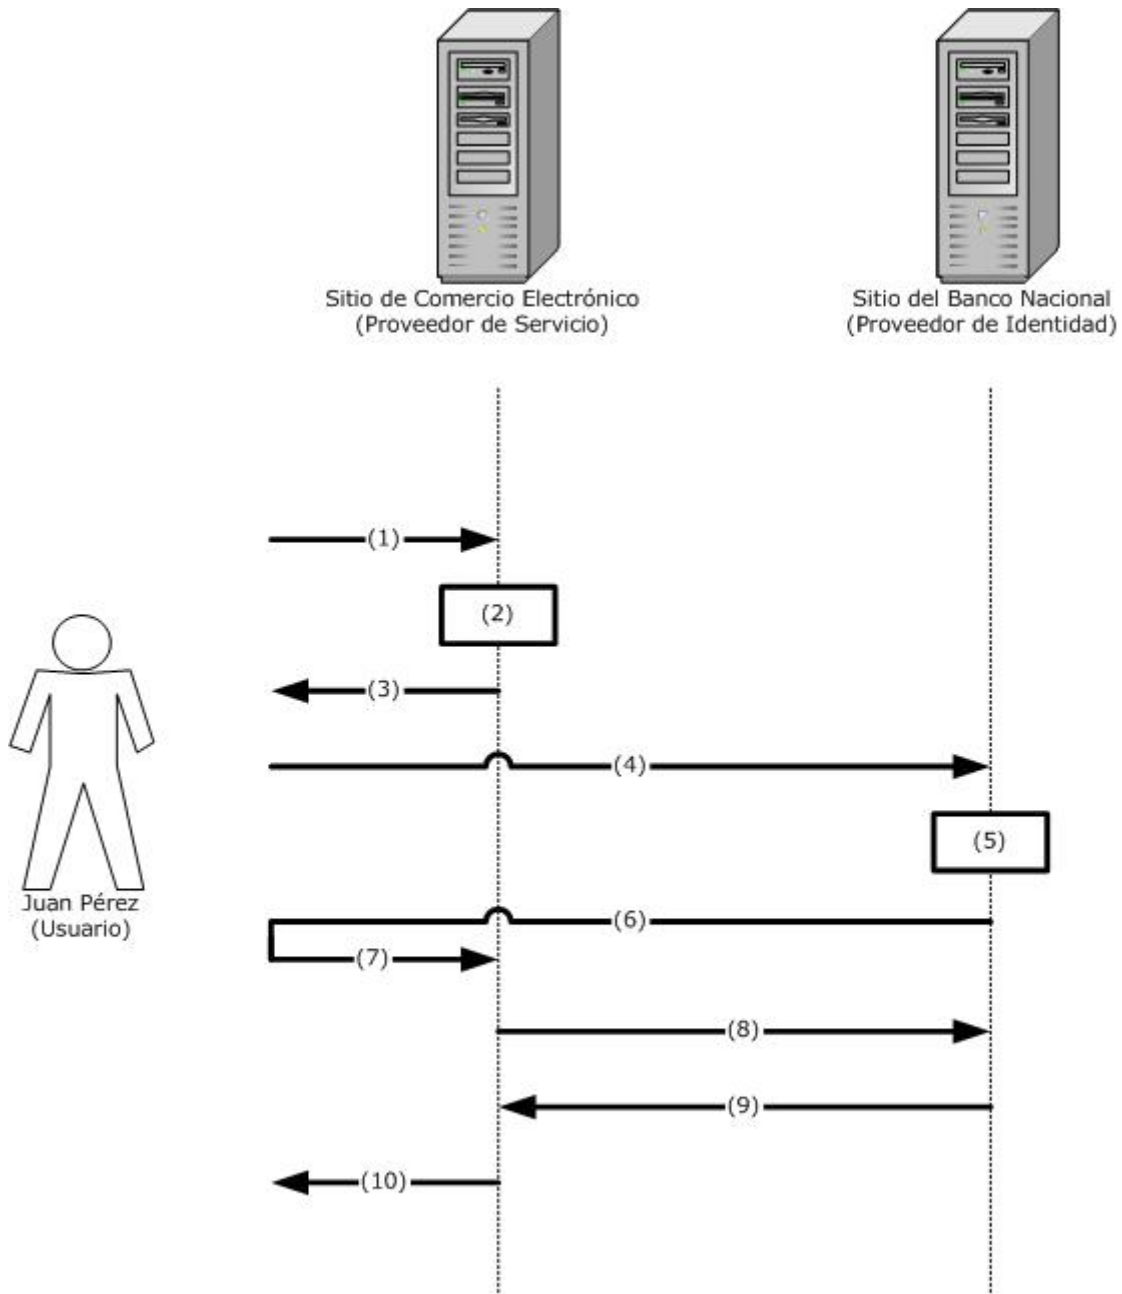 Sitio de Comercio Electrónico
(Proveedor de Servicio)
Sitio del Banco Nacional
(Proveedor de Identidad)
(1)
(2)
(3)
(4)
(5)
Juan Pérez
(Usuario)
(6)
(7)
(8)
(9)
(10)